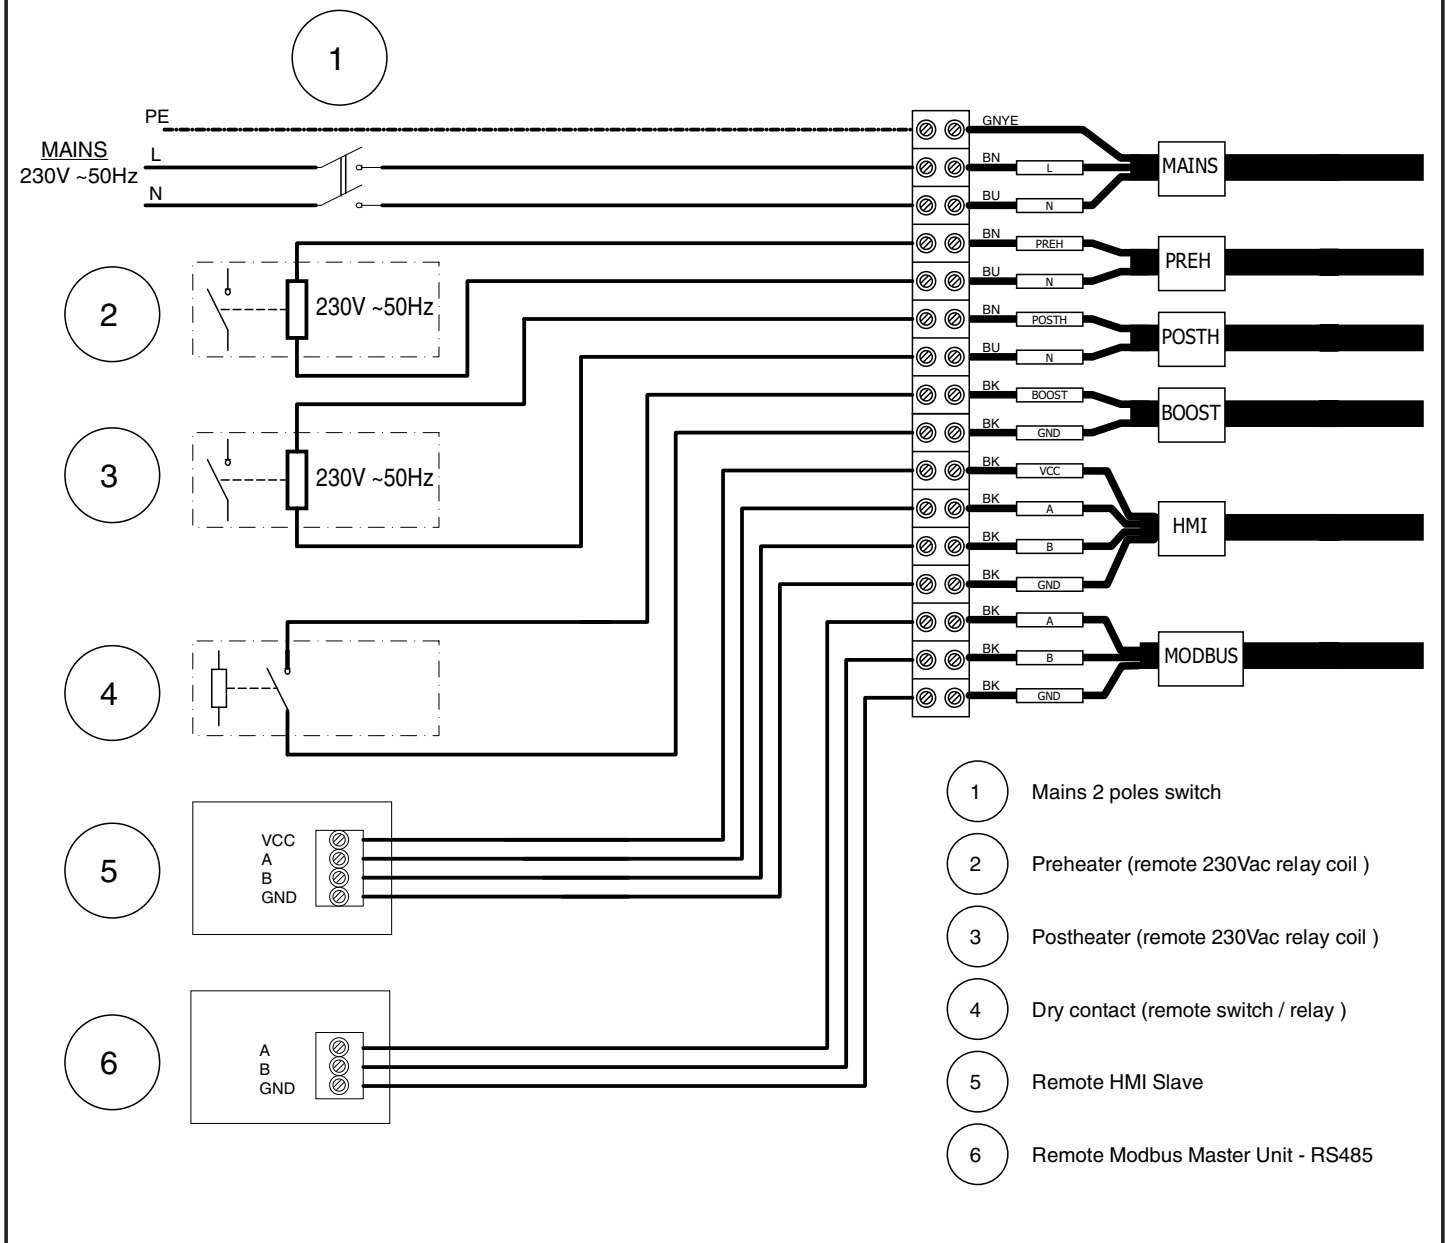 1
PE
MAINS
230V ~50Hz
L
N
GNYE
BN
L
BU
N
MAINS
BN
PREH
BU
N
PREH
2
230V ~50Hz
BN
POSTH
BU
N
POSTH
BK
BOOST
BK
GND
BOOST
3
230V ~50Hz
BK
VCC
BK
A
BK
B
BK
GND
HMI
BK
A
BK
B
BK
GND
MODBUS
4
5
VCC
A
B
GND
6
A
B
GND
1 Mains 2 poles switch
2 Preheater (remote 230Vac relay coil )
3 Postheater (remote 230Vac relay coil )
4 Dry contact (remote switch / relay )
5 Remote HMI Slave
6 Remote Modbus Master Unit - RS485